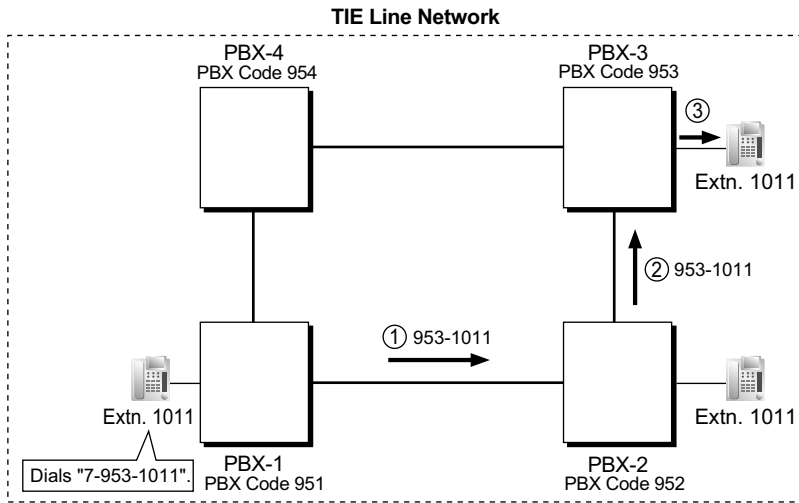 TIE Line Network
PBX-4
PBX Code 954
PBX-3
PBX Code 953
③
Extn. 1011
② 953-1011
① 953-1011
Extn. 1011
Extn. 1011
Dials "7-953-1011".
PBX-1
PBX Code 951
PBX-2
PBX Code 952